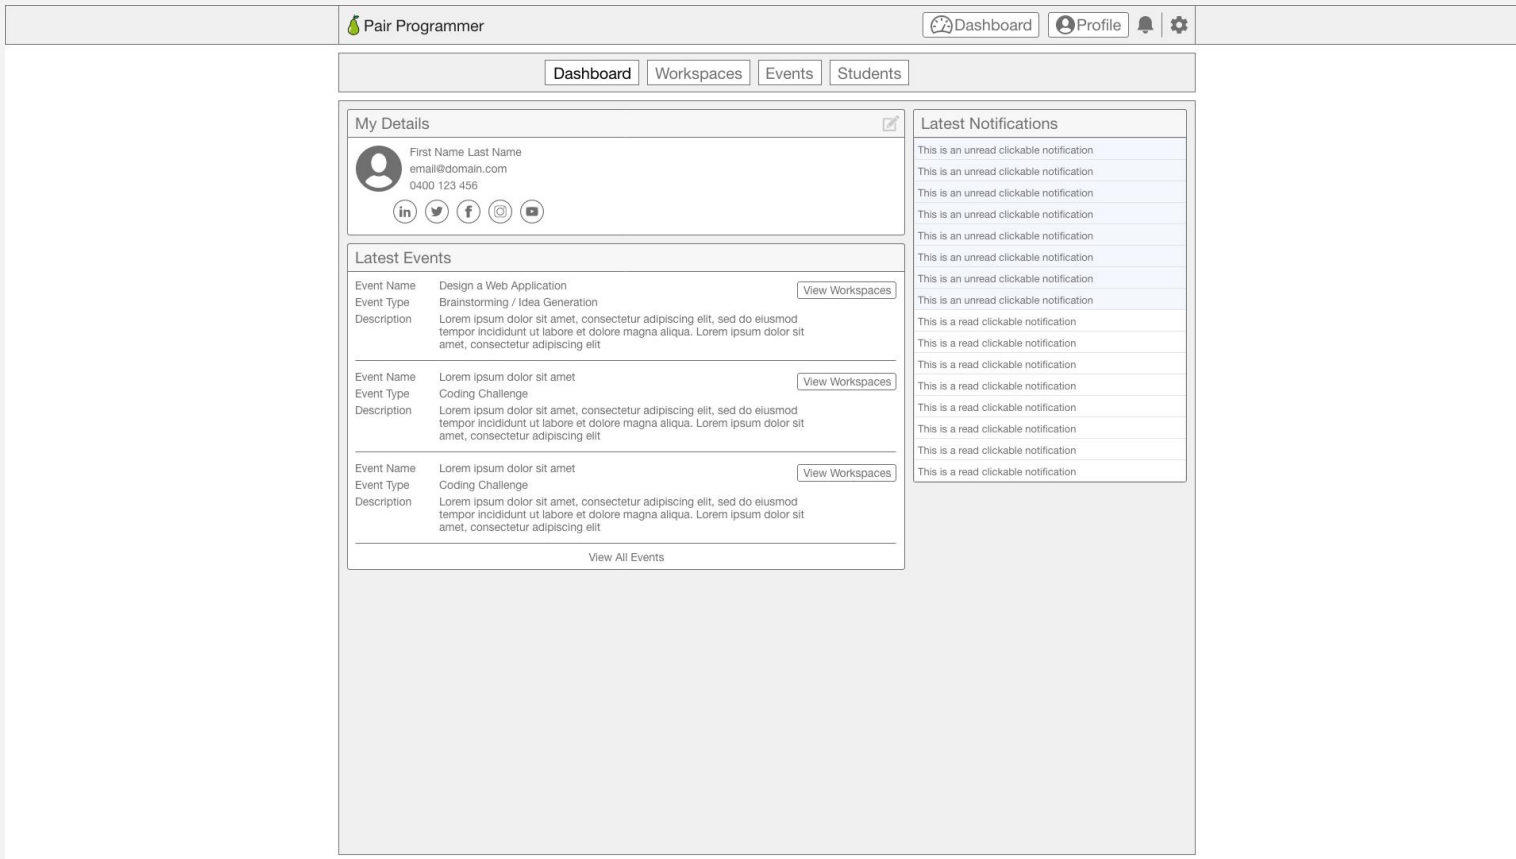 Pair Programmer
Dashboard
Profile
Dashboard
Workspaces
Events
Students
My Details
First Name Last Name
email@domain.com
0400 123 456
Latest Events
Event Name Design a Web Application
View Workspaces
Event Type Brainstorming / Idea Generation
Description Lorem ipsum dolor sit amet, consectetur adipiscing elit, sed do eiusmod
tempor incididunt ut labore et dolore magna aliqua. Lorem ipsum dolor sit
amet, consectetur adipiscing elit
Event Name Lorem ipsum dolor sit amet
View Workspaces
Event Type Coding Challenge
Description Lorem ipsum dolor sit amet, consectetur adipiscing elit, sed do eiusmod
tempor incididunt ut labore et dolore magna aliqua. Lorem ipsum dolor sit
amet, consectetur adipiscing elit
Event Name Lorem ipsum dolor sit amet
View Workspaces
Event Type Coding Challenge
Description Lorem ipsum dolor sit amet, consectetur adipiscing elit, sed do eiusmod
tempor incididunt ut labore et dolore magna aliqua. Lorem ipsum dolor sit
amet, consectetur adipiscing elit
View All Events
Latest Notifications
This is an unread clickable notification
This is an unread clickable notification
This is an unread clickable notification
This is an unread clickable notification
This is an unread clickable notification
This is an unread clickable notification
This is an unread clickable notification
This is an unread clickable notification
This is a read clickable notification
This is a read clickable notification
This is a read clickable notification
This is a read clickable notification
This is a read clickable notification
This is a read clickable notification
This is a read clickable notification
This is a read clickable notification